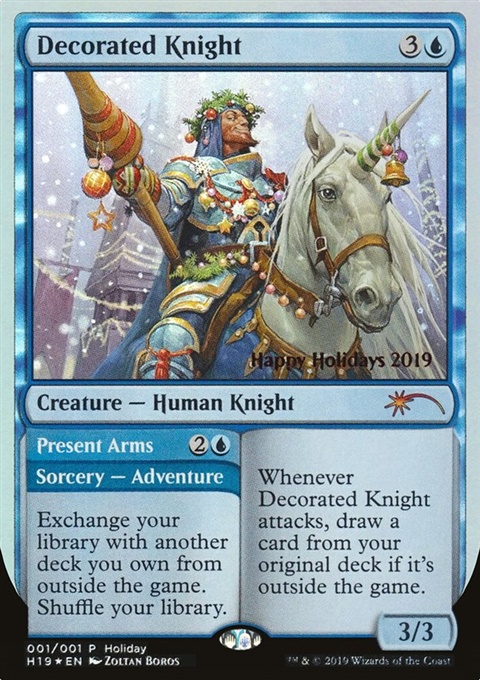 Decorated Knight 3
Happy Holidays 2019
Creature — Human Knight
Present Arms 2
Sorcery — Adventure
Exchange your
library with another
deck you own from
outside the game.
Shuffle your library.
Whenever
Decorated Knight
attacks, draw a
card from your
original deck if it's
outside the game.
3/3
001/001 P Holiday
H19★EN Zoltan Boros
™ & © 2019 Wizards of the Coast